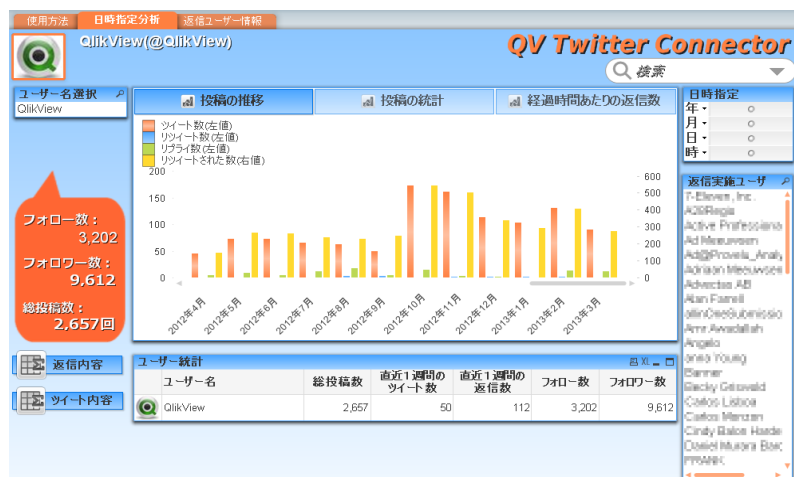 使用方法 日時指定分析 返信ユーザー情報
QlikView(@QlikView)
QV Twitter Connector
検索
ユーザー名選択
QlikView
フォロー数：
3,202
フォロワー数：
9,612
総投稿数：
2,657回
返信内容
ツイート内容
投稿の推移 投稿の統計 経過時間あたりの返信数
ツイート数(左値)
リツイート数(左値)
リプライ数(左値)
リツイートされた数(右値)
200
150
100
50
0
600
500
400
300
200
100
0
2012年4月 2012年5月 2012年6月 2012年7月 2012年8月 2012年9月 2012年10月 2012年11月 2012年12月 2013年1月 2013年2月 2013年3月
ユーザー統計 XL
ユーザー名 総投稿数 直近1週間のツイート数 直近1週間の返信数 フォロー数 フォロワー数
QlikView 2,657 50 112 3,202 9,612
日時指定
年
月
日
時
返信実施ユーザ
7-Eleven, Inc.
Ad Meeuwsen
Adriaan Meeuwsen
Advectas AB
Alan Farrell
Amr Awadallah
Angelo
anna Young
Banner
Becky Griswold
Carlos Lisboa
FRANK